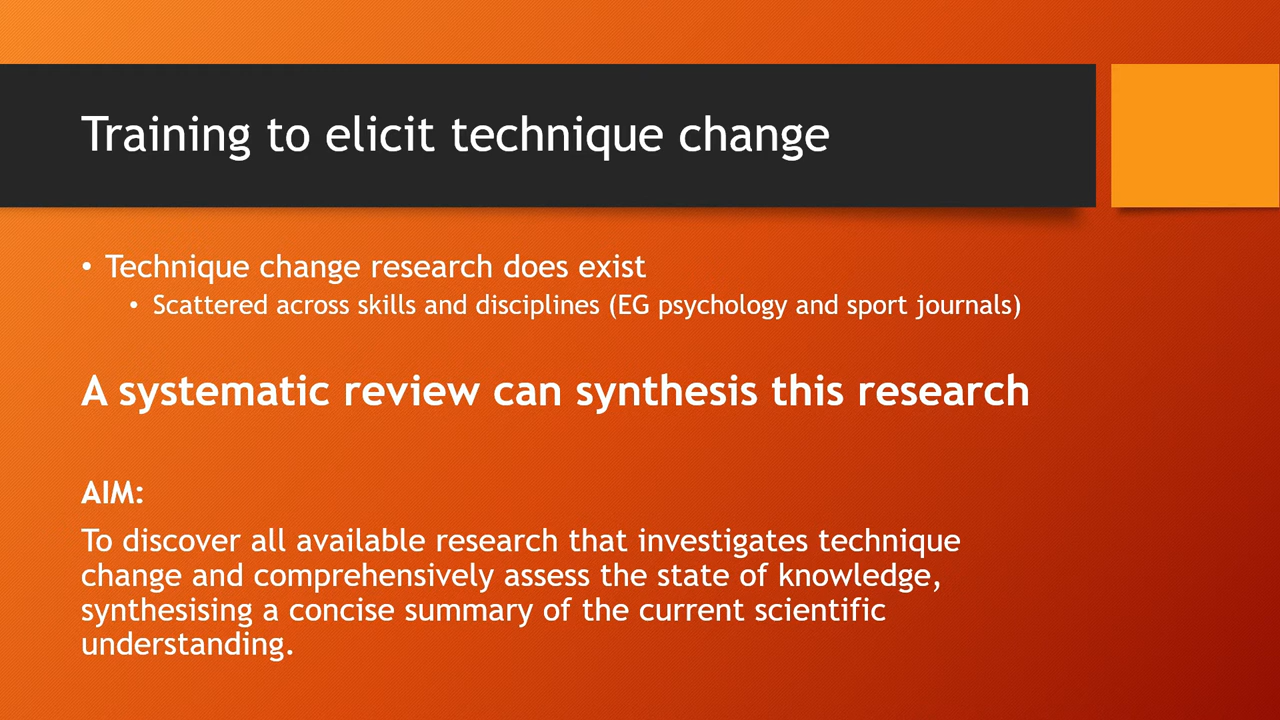 Training to elicit technique change
• Technique change research does exist
• Scattered across skills and disciplines (EG psychology and sport journals)
A systematic review can synthesis this research
AIM:
To discover all available research that investigates technique
change and comprehensively assess the state of knowledge,
synthesising a concise summary of the current scientific
understanding.